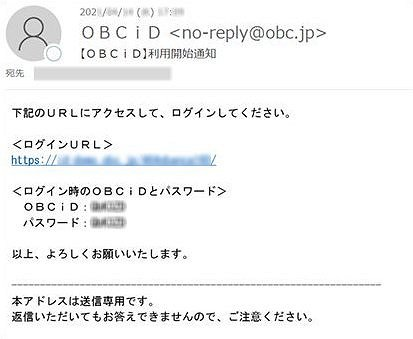 ＯＢＣｉＤ <no-reply@obc.jp>
【ＯＢＣｉＤ】利用開始通知
宛先
下記のＵＲＬにアクセスして、ログインしてください。
＜ログインＵＲＬ＞
https://
＜ログイン時のＯＢＣｉＤとパスワード＞
ＯＢＣｉＤ：
パスワード：
以上、よろしくお願いいたします。
本アドレスは送信専用です。
返信いただいてもお答えできませんので、ご注意ください。